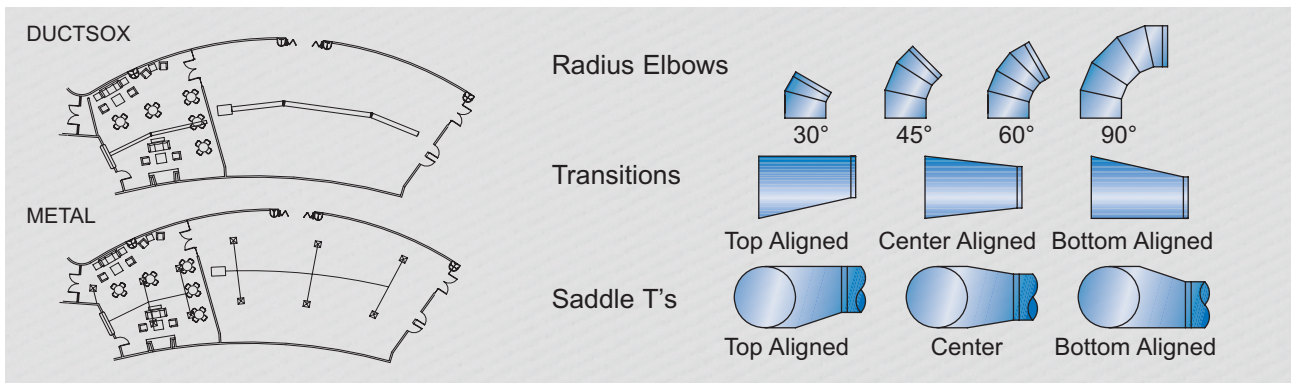 DUCTSOX
METAL
Radius Elbows
30°
45°
60°
90°
Transitions
Top Aligned
Center Aligned
Bottom Aligned
Saddle T's
Top Aligned
Center
Bottom Aligned